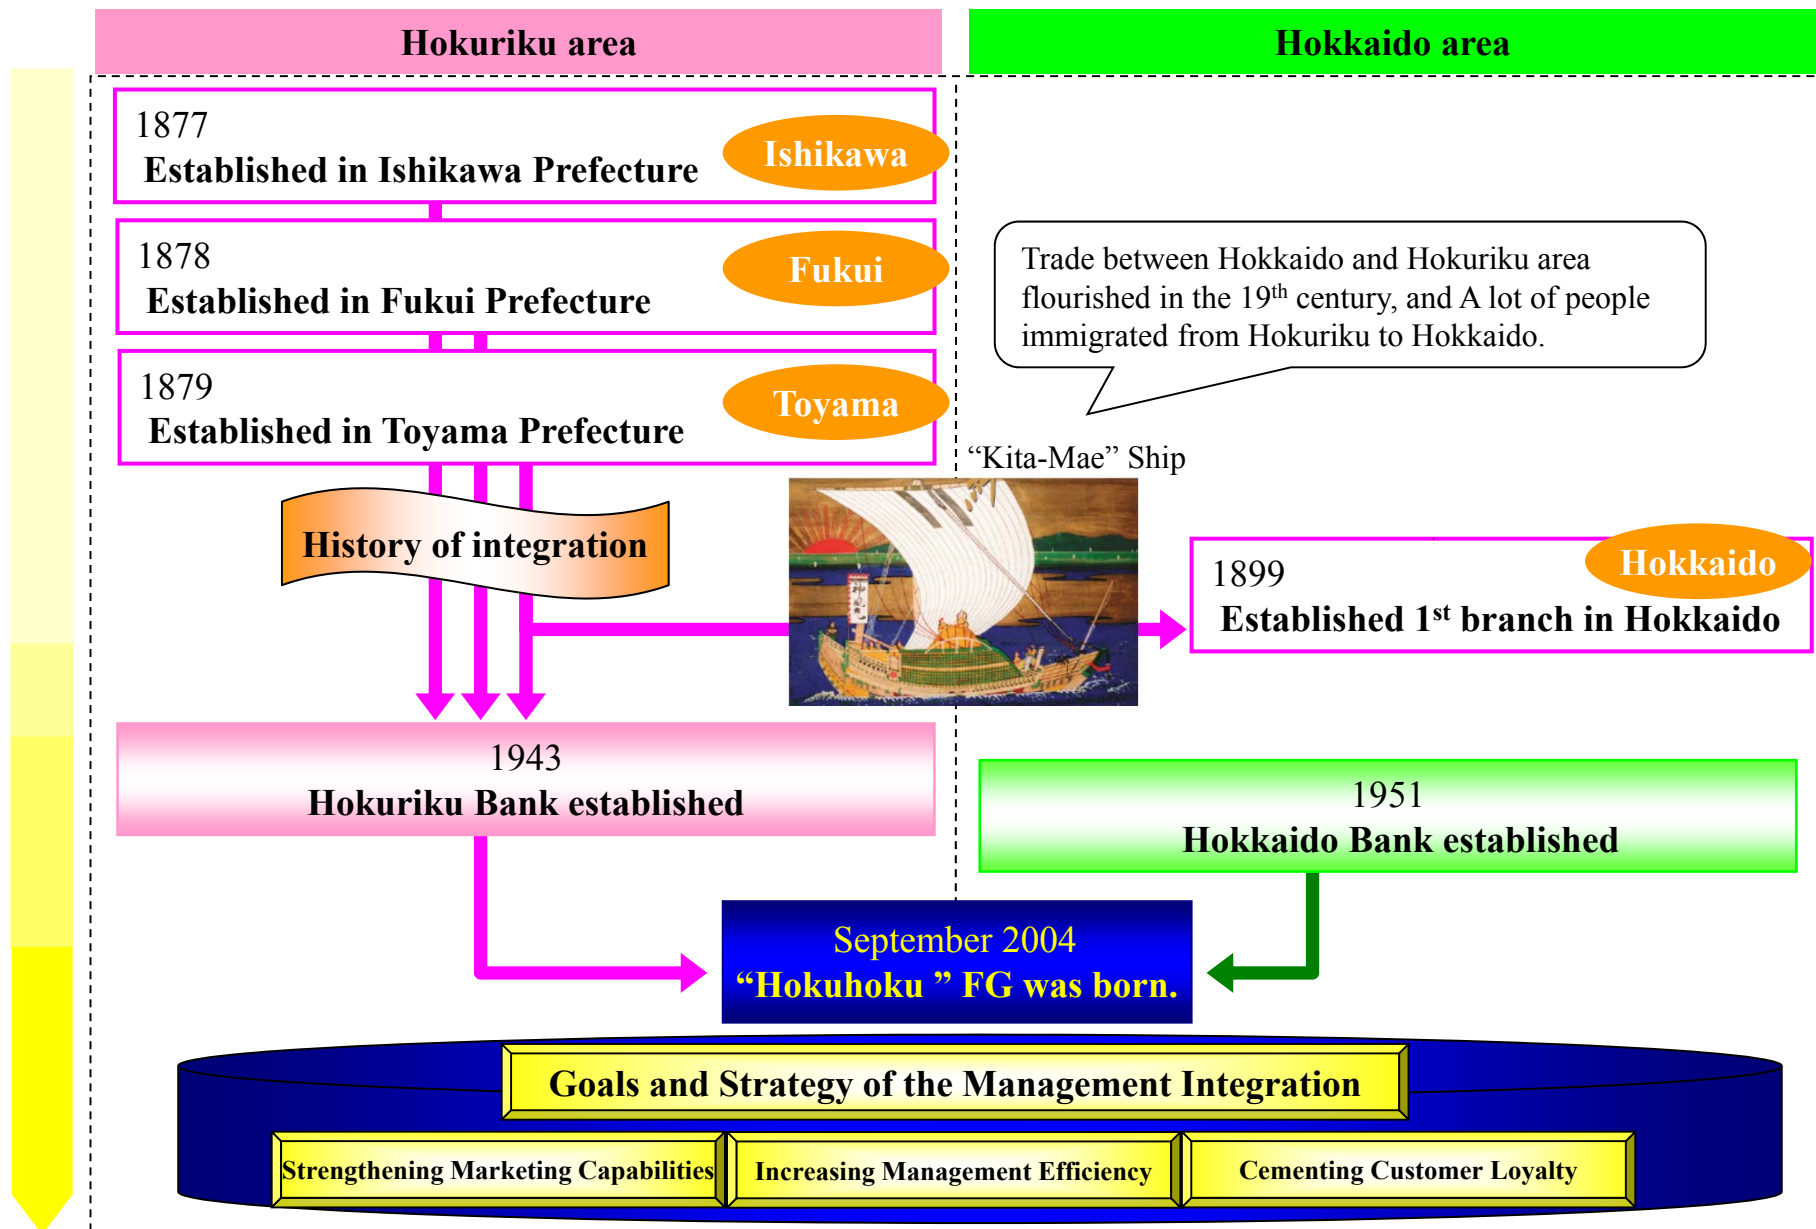 Hokuriku area
Hokkaido area
1877
Established in Ishikawa Prefecture
Ishikawa
1878
Established in Fukui Prefecture
Fukui
1879
Established in Toyama Prefecture
Toyama
Trade between Hokkaido and Hokuriku area
flourished in the 19th century, and A lot of people
immigrated from Hokuriku to Hokkaido.
“Kita-Mae” Ship
History of integration
Hokkaido
1899
Established 1st branch in Hokkaido
1943
Hokuriku Bank established
1951
Hokkaido Bank established
September 2004
“Hokuhoku ” FG was born.
Goals and Strategy of the Management Integration
Strengthening Marketing Capabilities
Increasing Management Efficiency
Cementing Customer Loyalty